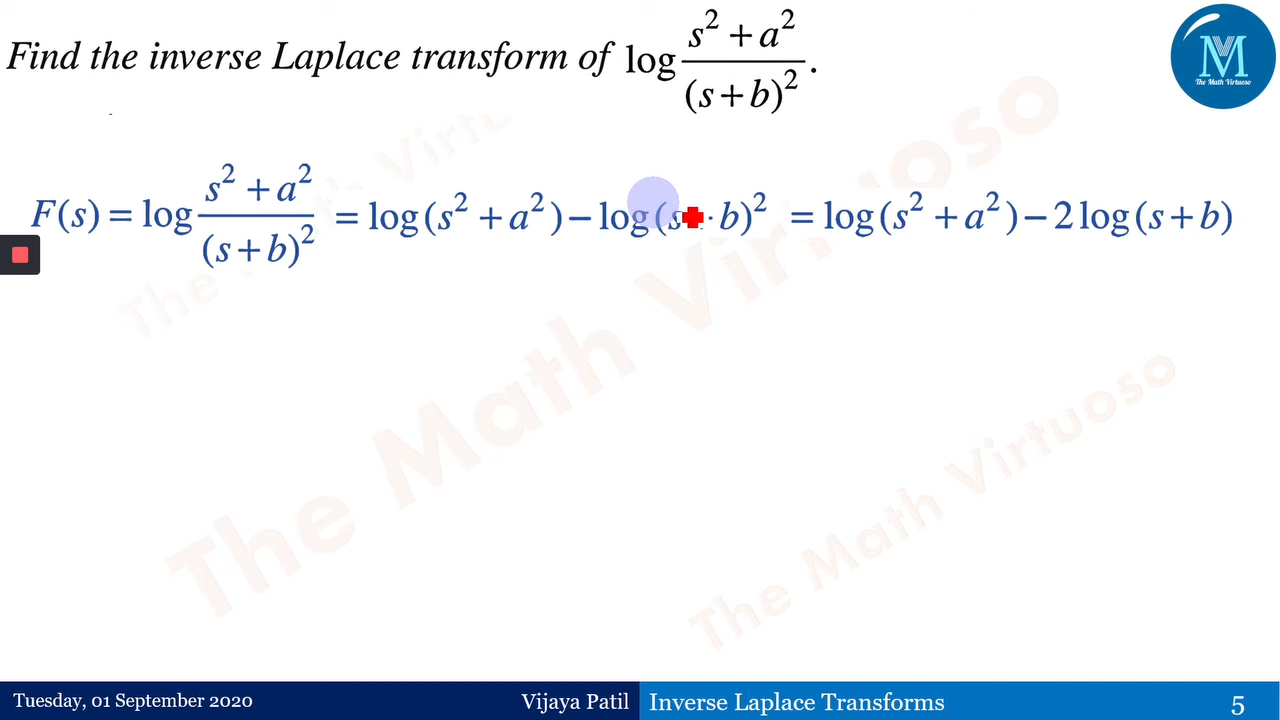 Find the inverse Laplace transform of log (s² + a²)/(s + b)².
M
The Math Virtuoso
F(s) = log (s² + a²)/(s + b)² = log(s² + a²) − log(s · b)² = log(s² + a²) − 2 log(s + b)
The Math Virtuoso
The Math Virtuoso
The Math Virtuoso
Tuesday, 01 September 2020 Vijaya Patil Inverse Laplace Transforms 5